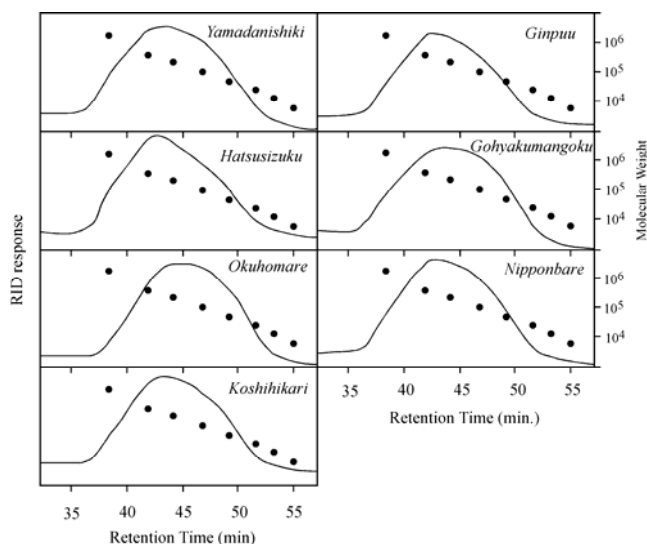 Yamadanishiki
Ginpuu
10⁶
10⁵
10⁴
Hatsusizuku
Gohyakumangoku
10⁶
10⁵
10⁴
Okuhomare
Nipponbare
10⁶
10⁵
10⁴
Koshihikari
RID response
Molecular Weight
35 40 45 50 55
Retention Time (min.)
35 40 45 50 55
Retention Time (min)